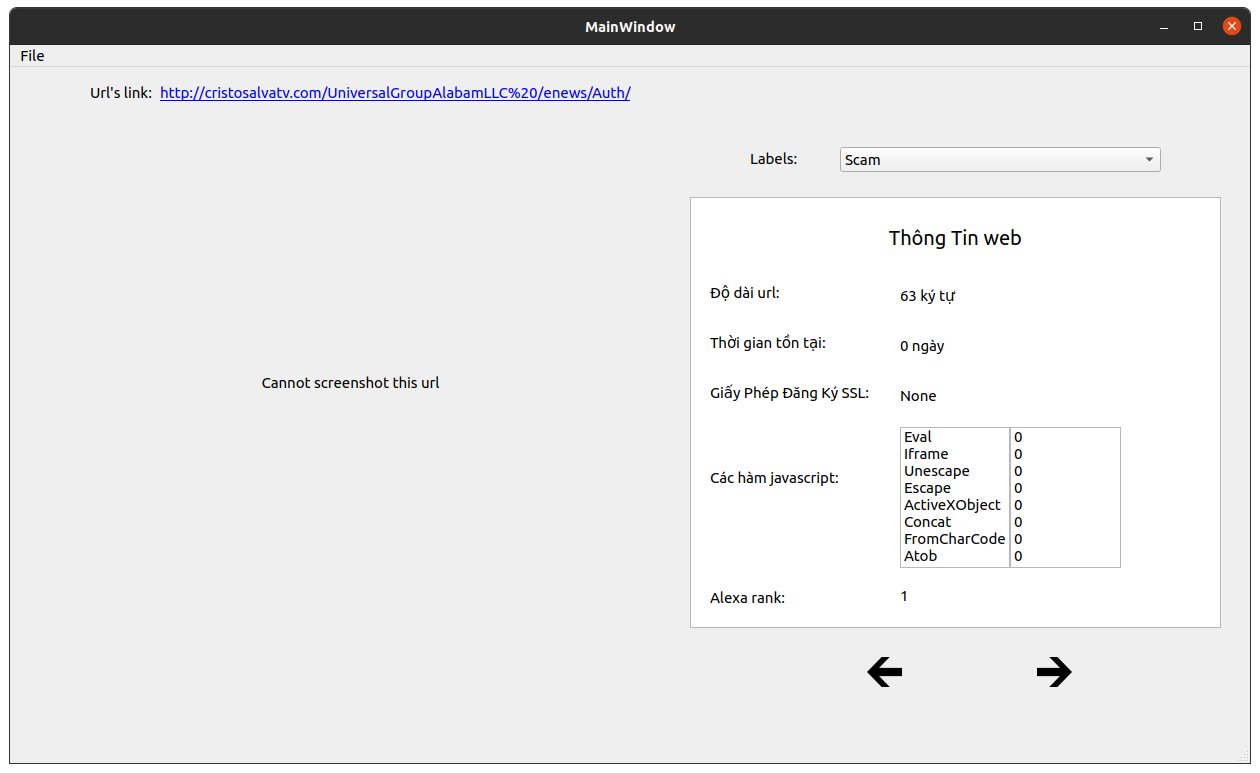 MainWindow
File
Url's link: http://cristosalvatv.com/UniversalGroupAlabamLLC%20/enews/Auth/
Labels: Scam
Cannot screenshot this url
Thông Tin web
Độ dài url: 63 ký tự
Thời gian tồn tại: 0 ngày
Giấy Phép Đăng Ký SSL: None
Các hàm javascript:
Eval 0
Iframe 0
Unescape 0
Escape 0
ActiveXObject 0
Concat 0
FromCharCode 0
Atob 0
Alexa rank: 1